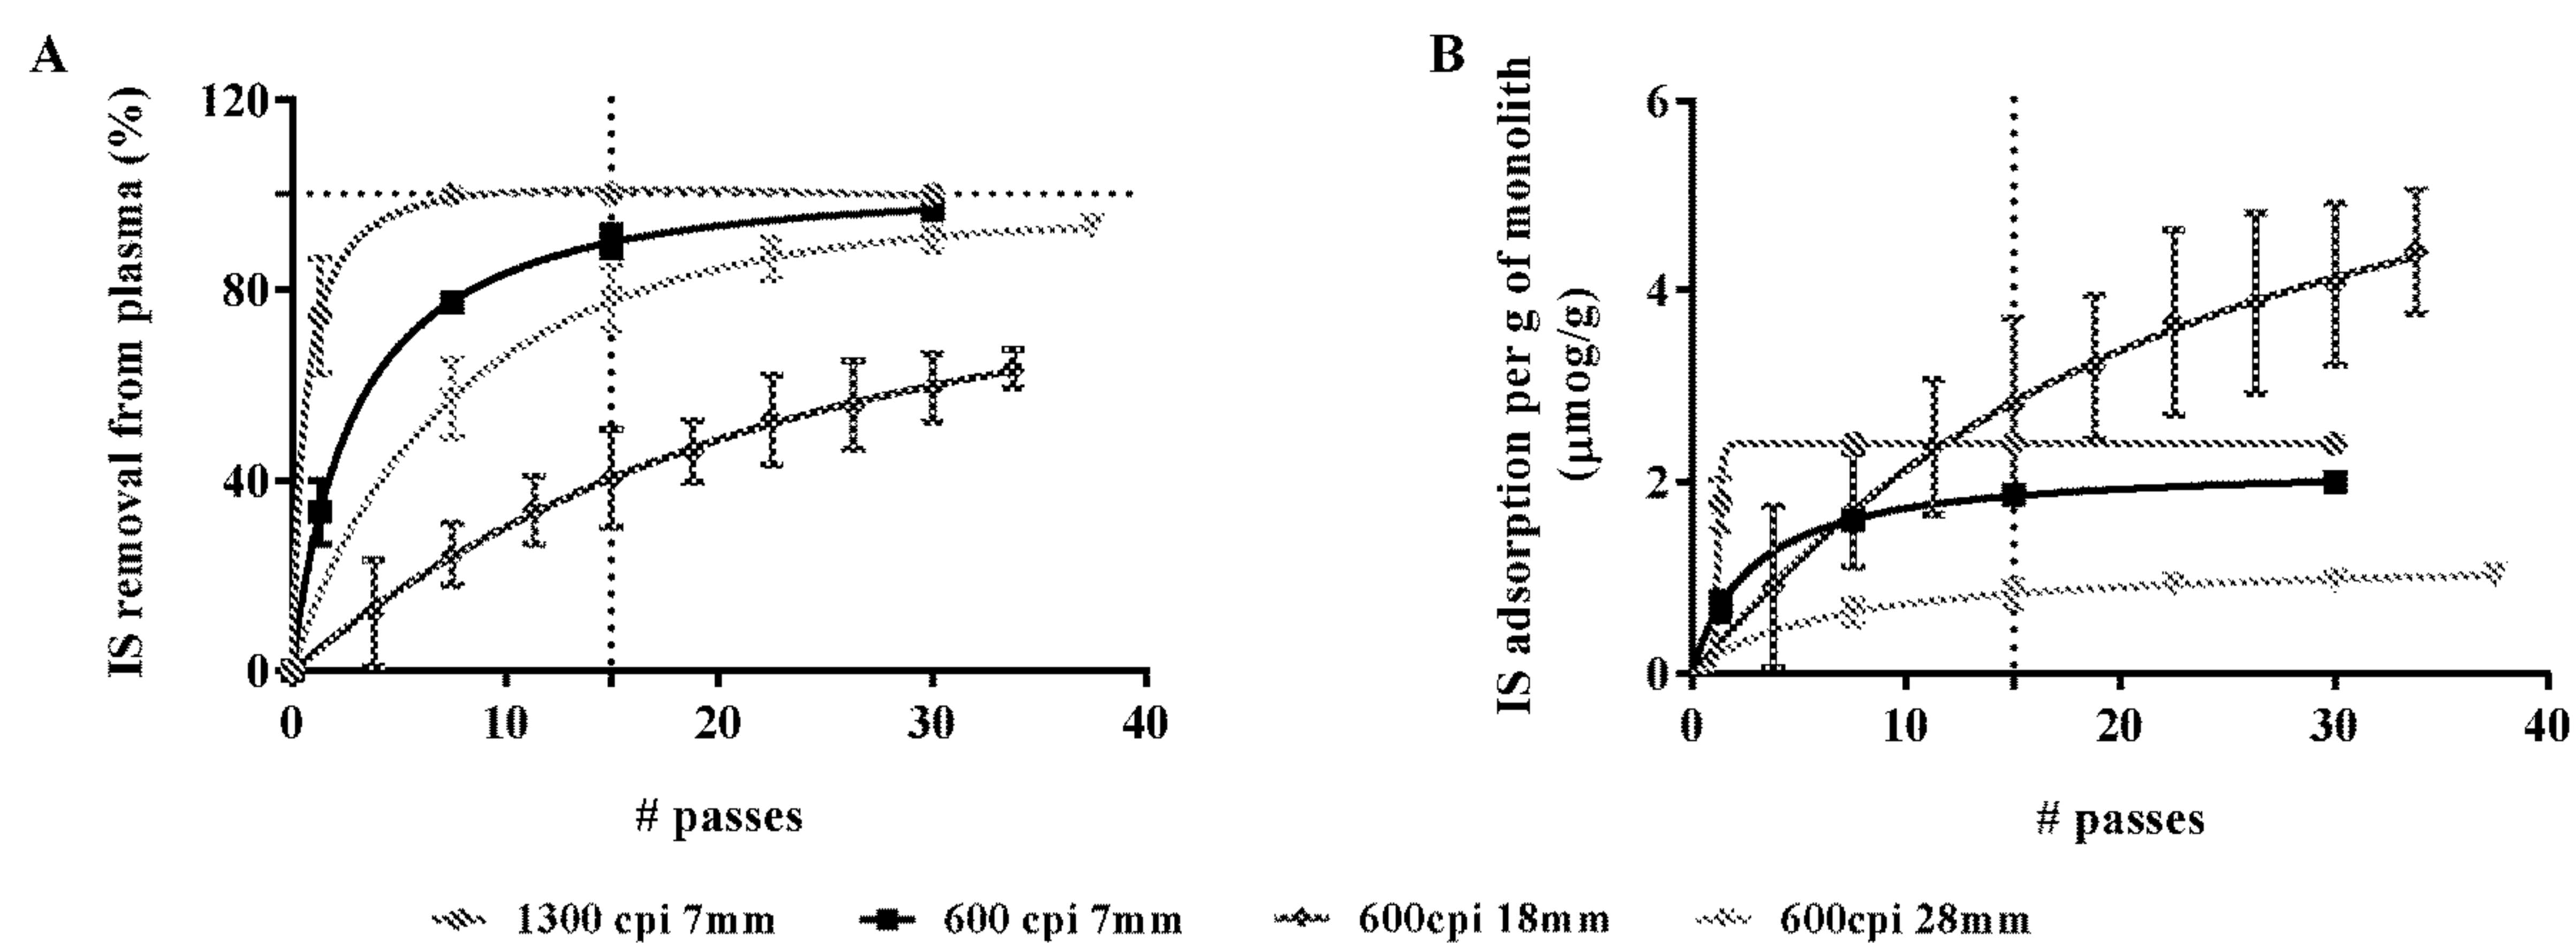 A
IS removal from plasma (%)
120
80
40
0
0 10 20 30 40
# passes
B
IS adsorption per g of monolith
(μmog/g)
6
4
2
0
0 10 20 30 40
# passes
1300 cpi 7mm 600 cpi 7mm 600cpi 18mm 600cpi 28mm